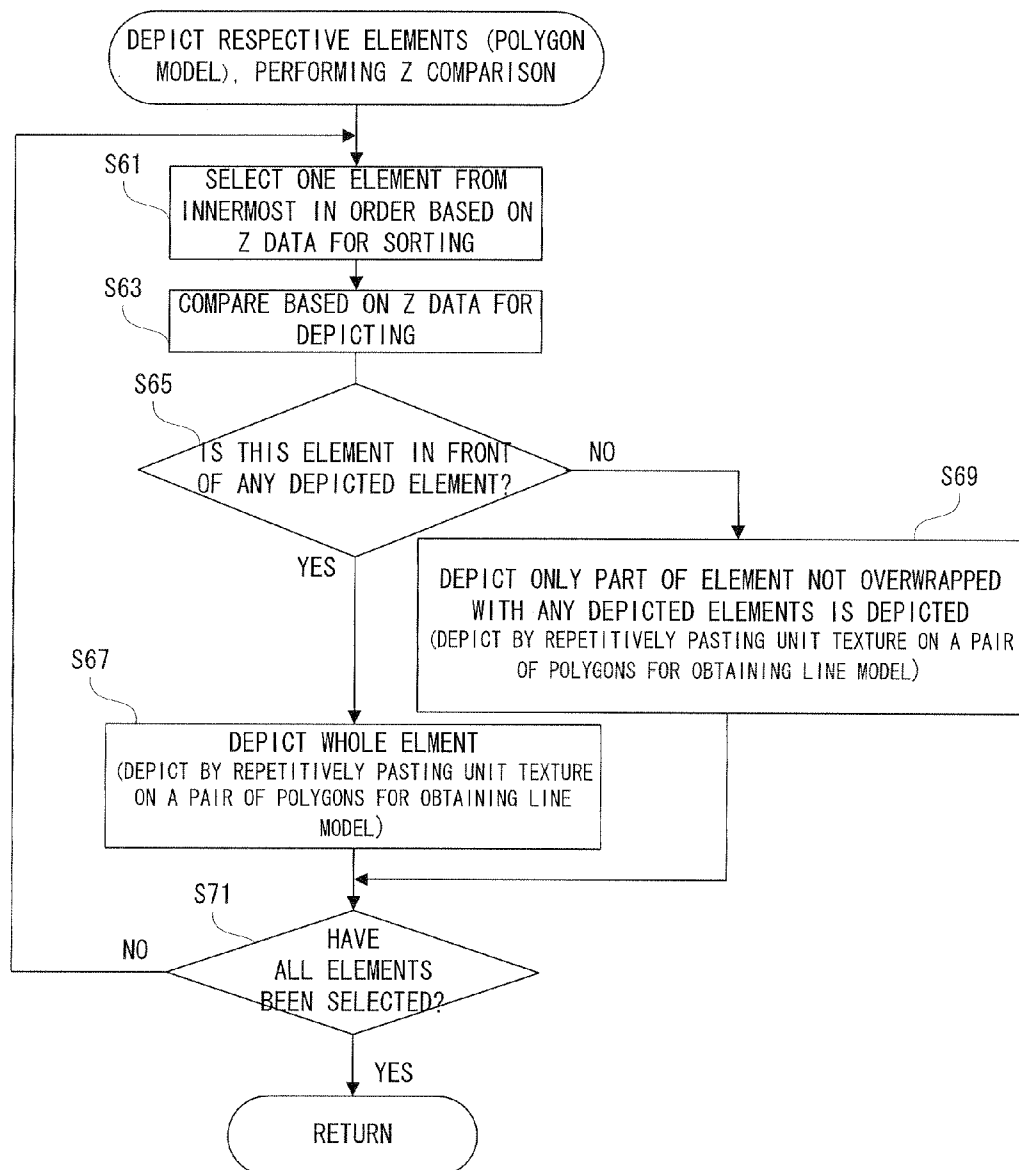 DEPICT RESPECTIVE ELEMENTS (POLYGON
MODEL), PERFORMING Z COMPARISON
S61
SELECT ONE ELEMENT FROM
INNERMOST IN ORDER BASED ON
Z DATA FOR SORTING
S63
COMPARE BASED ON Z DATA FOR
DEPICTING
S65
IS THIS ELEMENT IN FRONT
OF ANY DEPICTED ELEMENT?
NO
YES
S69
DEPICT ONLY PART OF ELEMENT NOT OVERWRAPPED
WITH ANY DEPICTED ELEMENTS IS DEPICTED
(DEPICT BY REPETITIVELY PASTING UNIT TEXTURE ON A PAIR
OF POLYGONS FOR OBTAINING LINE MODEL)
S67
DEPICT WHOLE ELMENT
(DEPICT BY REPETITIVELY PASTING UNIT TEXTURE
ON A PAIR OF POLYGONS FOR OBTAINING LINE
MODEL)
S71
NO
HAVE
ALL ELEMENTS
BEEN SELECTED?
YES
RETURN